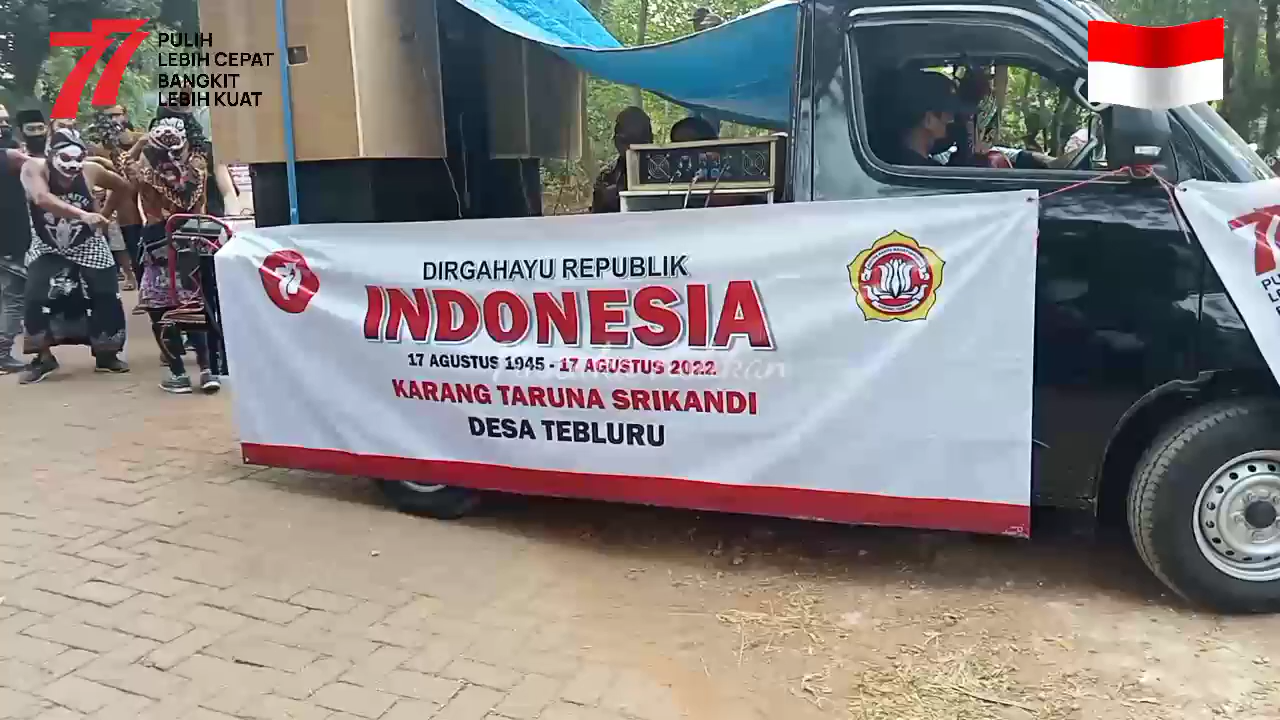 77 PULIH
LEBIH CEPAT
BANGKIT
LEBIH KUAT
DIRGAHAYU REPUBLIK
INDONESIA
17 AGUSTUS 1945 - 17 AGUSTUS 2022
KARANG TARUNA SRIKANDI
DESA TEBLURU